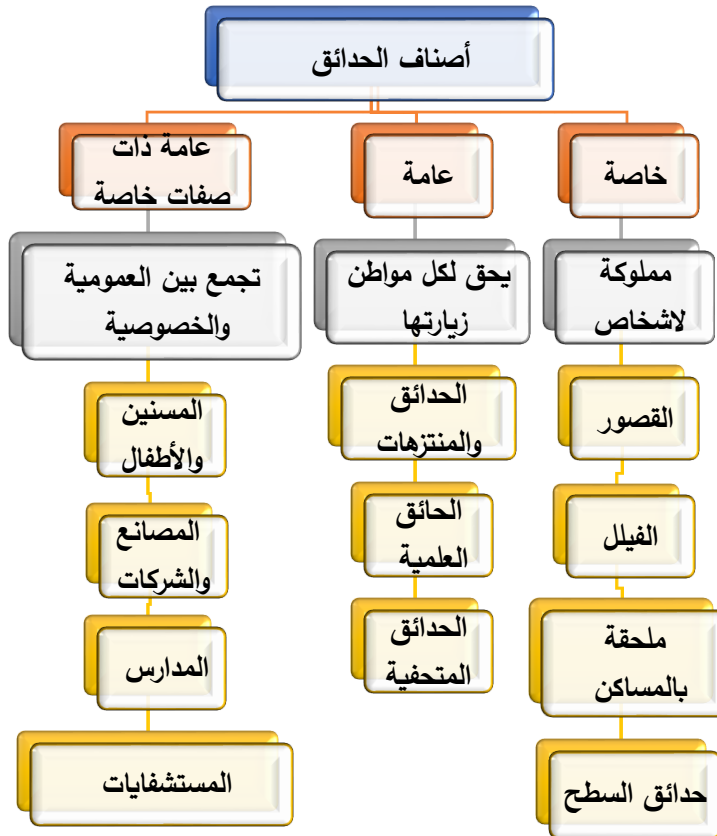 أصناف الحدائق
خاصة
مملوكة
لاشخاص
القصور
الفيلل
ملحقة
بالمساكن
حدائق السطح
عامة
يحق لكل مواطن
زيارتها
الحدائق
والمنتزهات
الحائق
العلمية
الحدائق
المتحفية
عامة ذات
صفات خاصة
تجمع بين العمومية
والخصوصية
المسنين
والأطفال
المصانع
والشركات
المدارس
المستشفايات